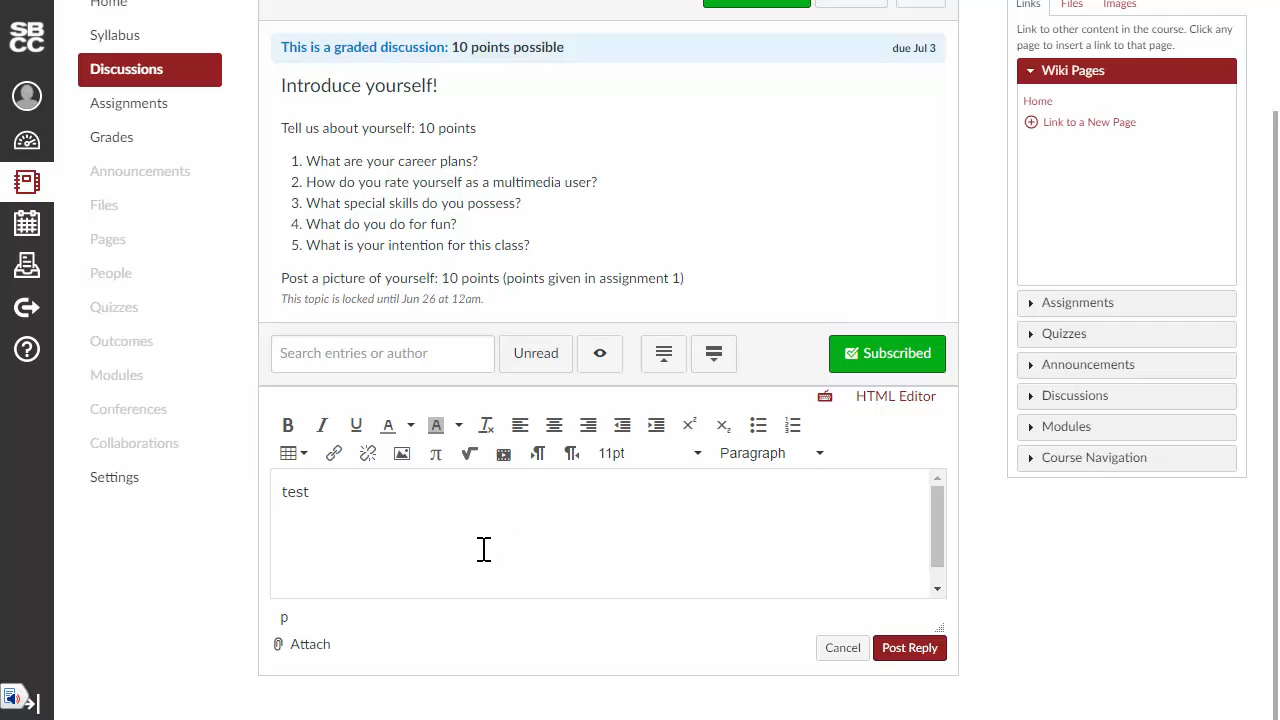 SB
CC
Home
Syllabus
Discussions
Assignments
Grades
Announcements
Files
Pages
People
Quizzes
Outcomes
Modules
Conferences
Collaborations
Settings
This is a graded discussion: 10 points possible
due Jul 3
Introduce yourself!
Tell us about yourself: 10 points
1. What are your career plans?
2. How do you rate yourself as a multimedia user?
3. What special skills do you possess?
4. What do you do for fun?
5. What is your intention for this class?
Post a picture of yourself: 10 points (points given in assignment 1)
This topic is locked until Jun 26 at 12am.
Search entries or author
Unread
Subscribed
HTML Editor
11pt
Paragraph
test
p
Attach
Cancel
Post Reply
Links Files Images
Link to other content in the course. Click any
page to insert a link to that page.
Wiki Pages
Home
Link to a New Page
Assignments
Quizzes
Announcements
Discussions
Modules
Course Navigation